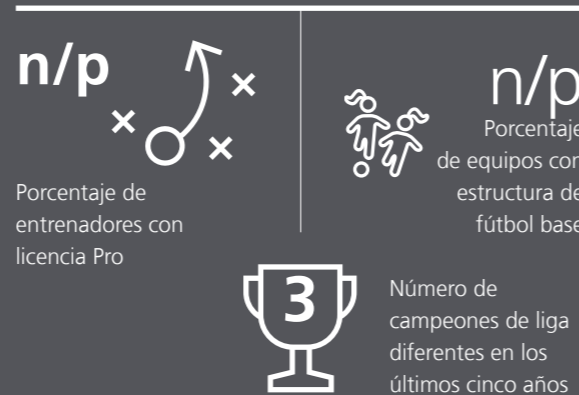 n/p
Porcentaje de
entrenadores con
licencia Pro
n/p
Porcentaje
de equipos con
estructura de
fútbol base
3
Número de
campeones de liga
diferentes en los
últimos cinco años